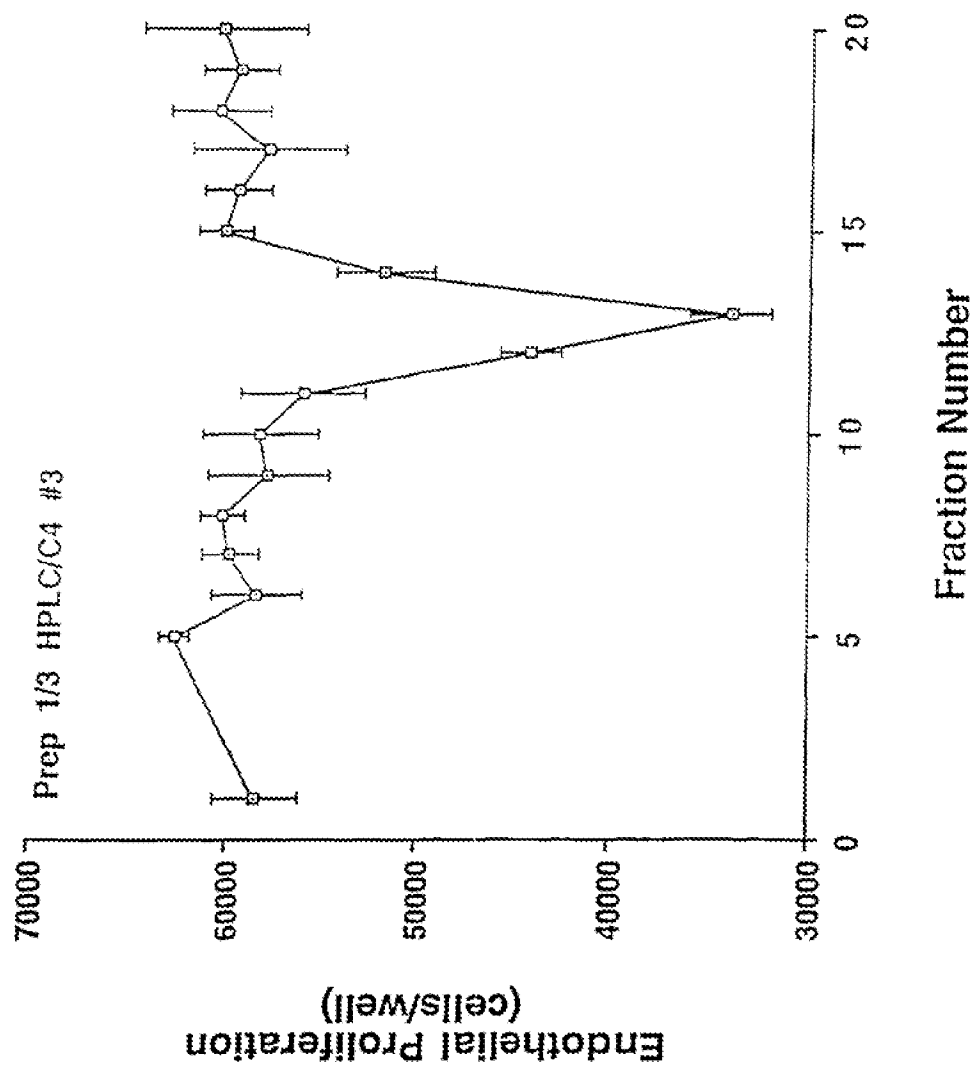 Prep 1/3 HPLC/C4 #3
Endothelial Proliferation
(cells/well)
70000
60000
50000
40000
30000
0
5
10
15
20
Fraction Number